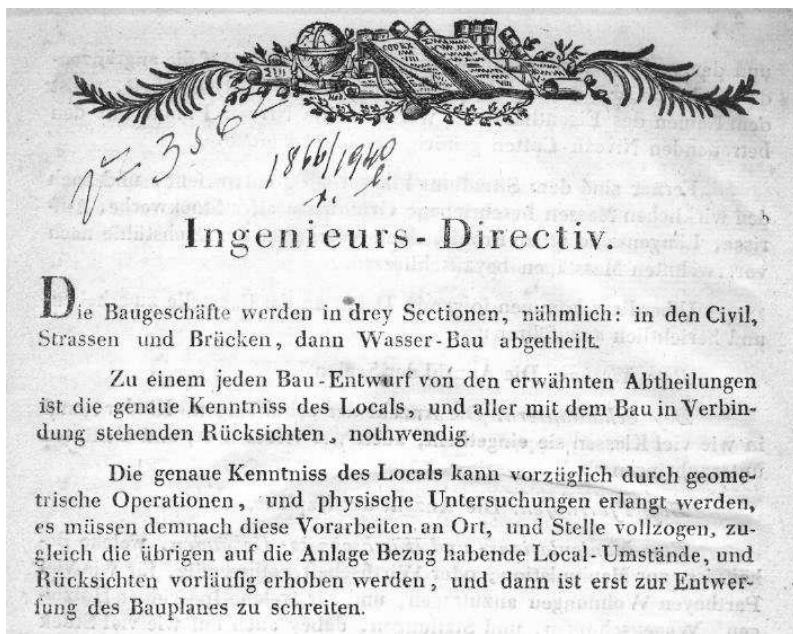 CODEX
№ 3562
1866/1940
Ingenieurs-Directiv.
Die Baugeschäfte werden in drey Sectionen, nähmlich: in den Civil,
Strassen und Brücken, dann Wasser-Bau abgetheilt.
Zu einem jeden Bau-Entwurf von den erwähnten Abtheilungen
ist die genaue Kenntniss des Locals, und aller mit dem Bau in Verbin-
dung stehenden Rücksichten, nothwendig.
Die genaue Kenntniss des Locals kann vorzüglich durch geome-
trische Operationen, und physische Untersuchungen erlangt werden,
es müssen demnach diese Vorarbeiten an Ort, und Stelle vollzogen, zu-
gleich die übrigen auf die Anlage Bezug habende Local-Umstände, und
Rücksichten vorläufig erhoben werden, und dann ist erst zur Entwer-
fung des Bauplanes zu schreiten.